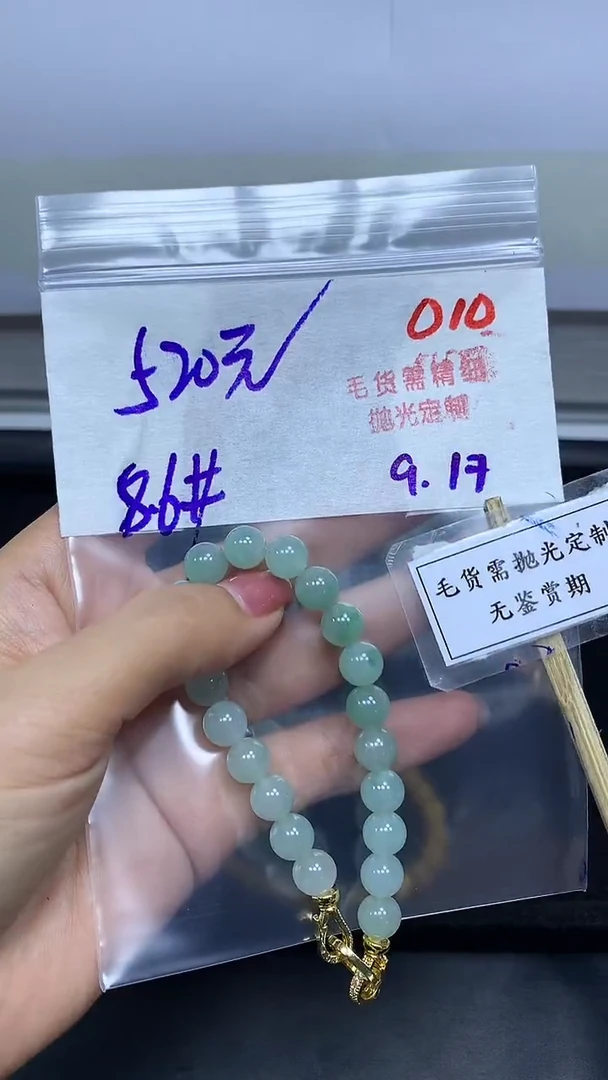 520元
010
毛货需精细
抛光定制
86#
9.17
毛货需抛光定制
无鉴赏期